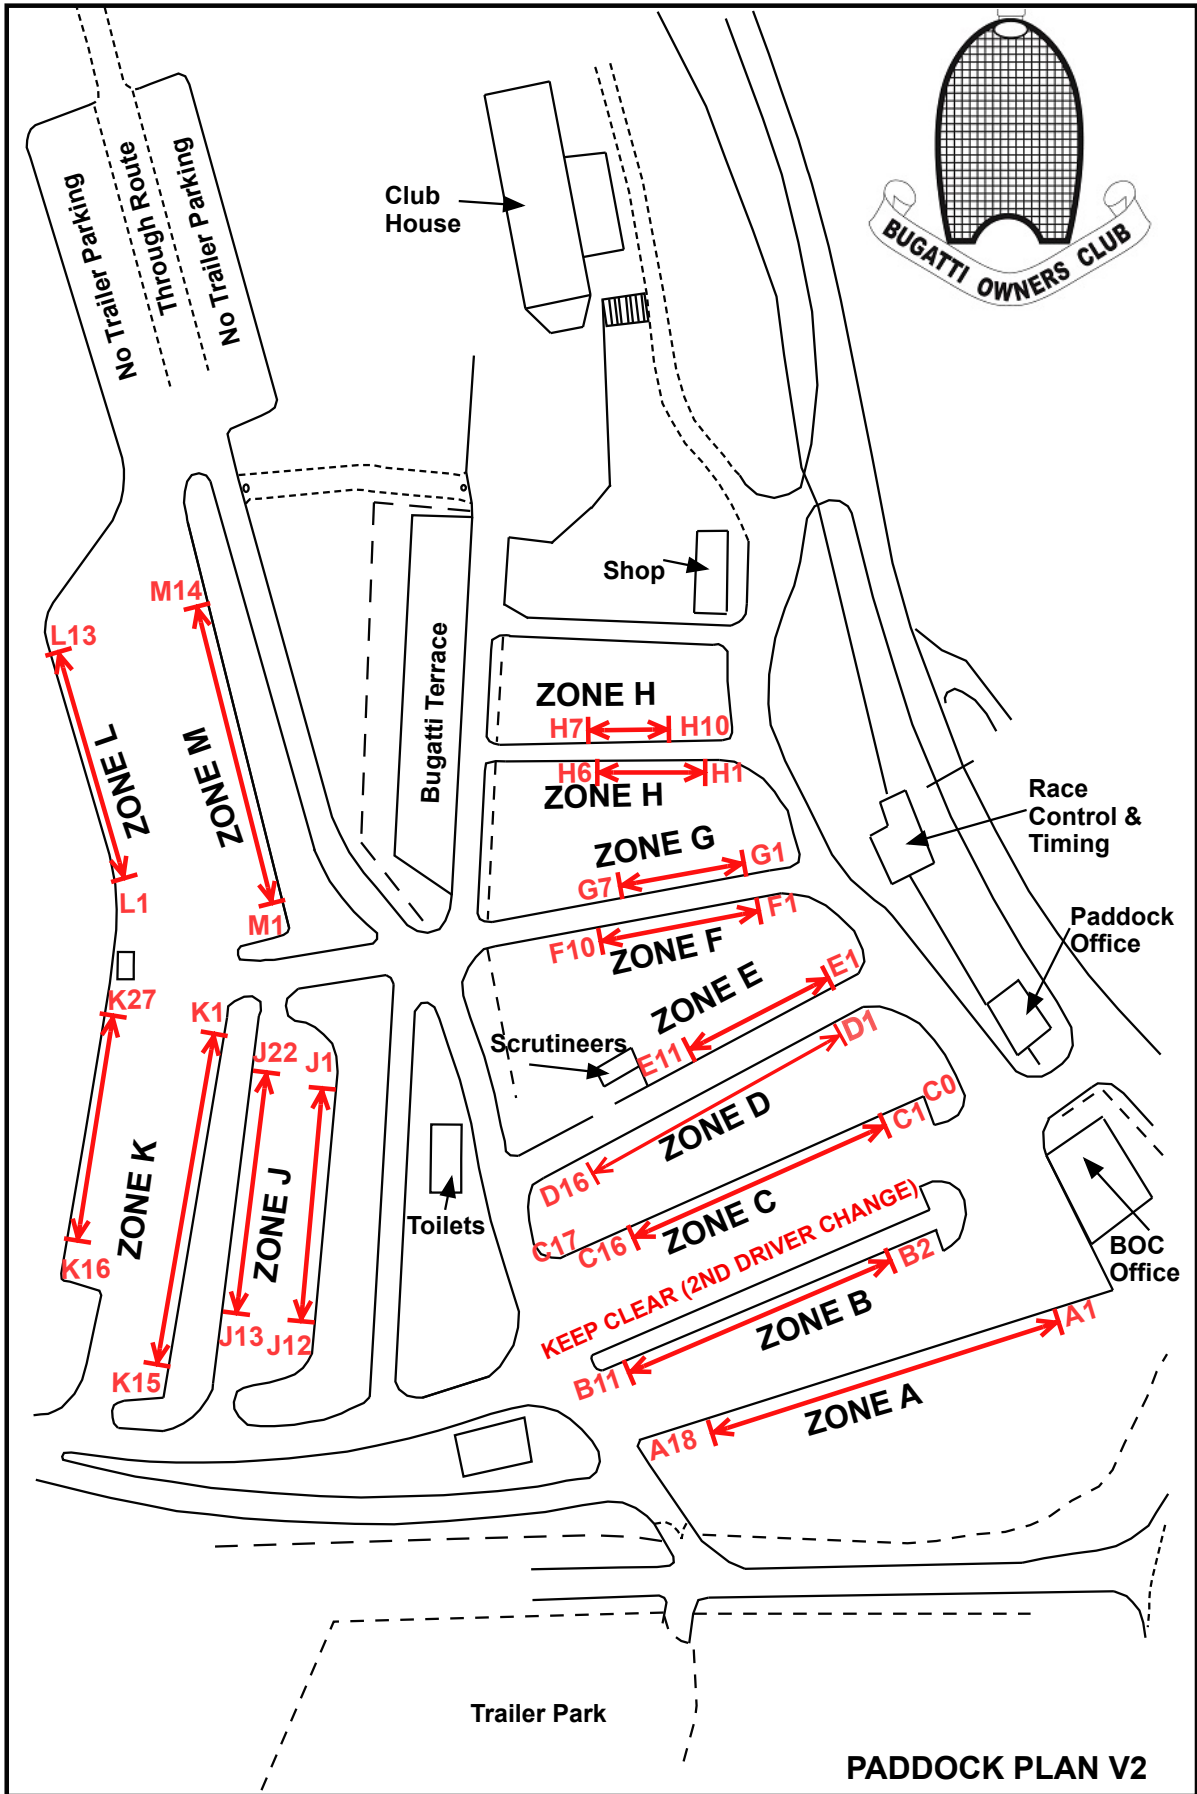 No Trailer Parking
Through Route
No Trailer Parking
Club
House
BUGATTI OWNERS CLUB
Shop
Bugatti Terrace
M14
L13
ZONE L
ZONE M
L1
M1
ZONE H
H7
H10
H6
H1
ZONE H
ZONE G
G7
G1
F10
F1
ZONE F
ZONE E
E1
E11
Scrutineers
Race
Control &
Timing
Paddock
Office
K27
K1
J22
J1
ZONE K
ZONE J
K16
J13
J12
K15
Toilets
D1
ZONE D
D16
C0
C1
ZONE C
C17
C16
KEEP CLEAR (2ND DRIVER CHANGE)
B2
ZONE B
B11
BOC
Office
A1
ZONE A
A18
Trailer Park
PADDOCK PLAN V2